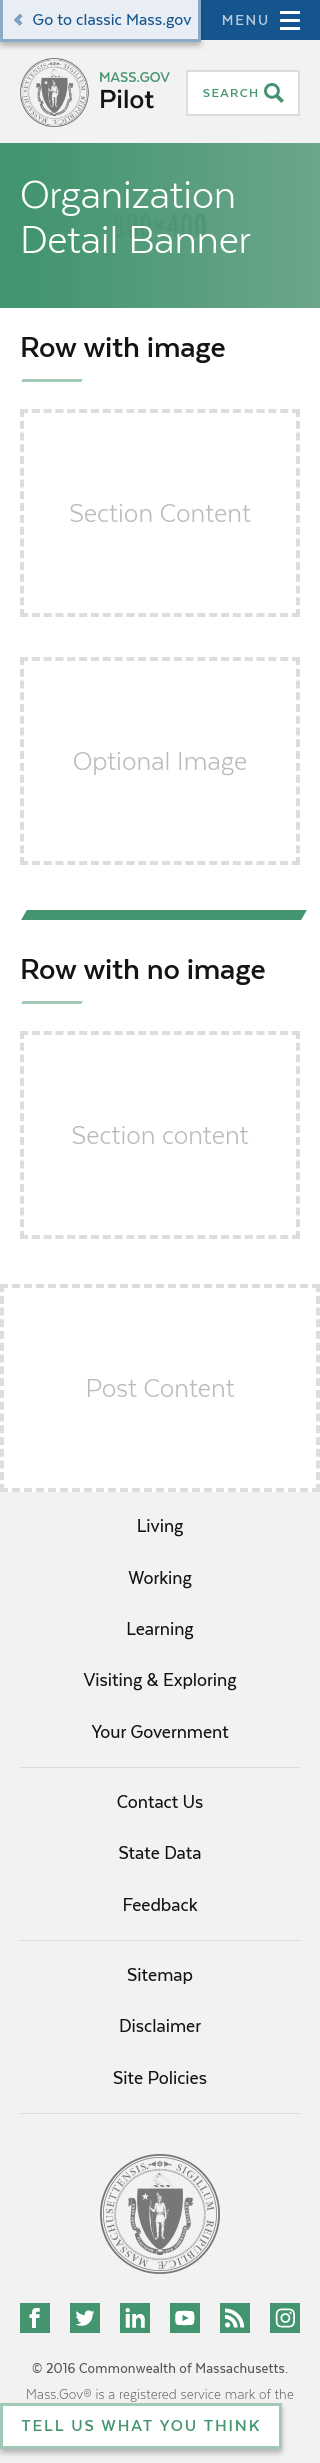 Go to classic Mass.gov
MENU
MASS.GOV
Pilot
SEARCH
Organization
Detail Banner
800×400
Row with image
Section Content
Optional Image
Row with no image
Section content
Post Content
Living
Working
Learning
Visiting & Exploring
Your Government
Contact Us
State Data
Feedback
Sitemap
Disclaimer
Site Policies
© 2016 Commonwealth of Massachusetts.
Mass.Gov® is a registered service mark of the
TELL US WHAT YOU THINK